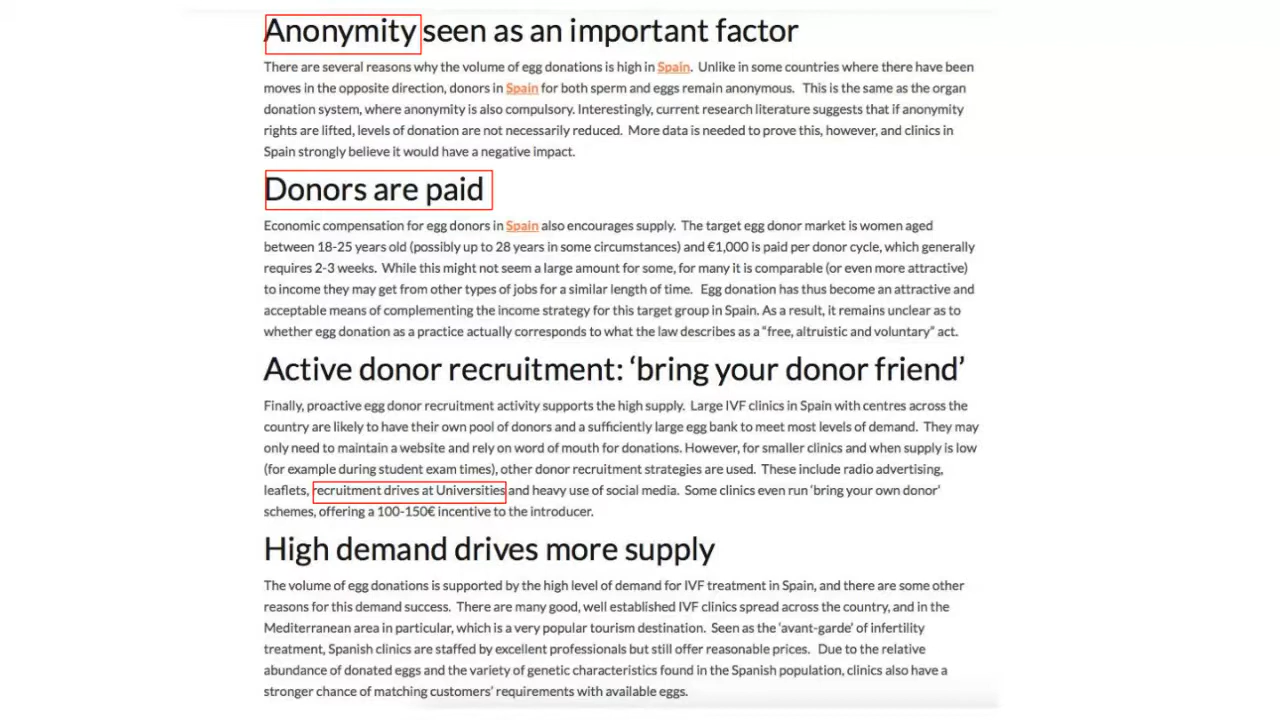 Anonymity seen as an important factor
There are several reasons why the volume of egg donations is high in Spain. Unlike in some countries where there have been
moves in the opposite direction, donors in Spain for both sperm and eggs remain anonymous. This is the same as the organ
donation system, where anonymity is also compulsory. Interestingly, current research literature suggests that if anonymity
rights are lifted, levels of donation are not necessarily reduced. More data is needed to prove this, however, and clinics in
Spain strongly believe it would have a negative impact.
Donors are paid
Economic compensation for egg donors in Spain also encourages supply. The target egg donor market is women aged
between 18-25 years old (possibly up to 28 years in some circumstances) and €1,000 is paid per donor cycle, which generally
requires 2-3 weeks. While this might not seem a large amount for some, for many it is comparable (or even more attractive)
to income they may get from other types of jobs for a similar length of time. Egg donation has thus become an attractive and
acceptable means of complementing the income strategy for this target group in Spain. As a result, it remains unclear as to
whether egg donation as a practice actually corresponds to what the law describes as a “free, altruistic and voluntary” act.
Active donor recruitment: ‘bring your donor friend’
Finally, proactive egg donor recruitment activity supports the high supply. Large IVF clinics in Spain with centres across the
country are likely to have their own pool of donors and a sufficiently large egg bank to meet most levels of demand. They may
only need to maintain a website and rely on word of mouth for donations. However, for smaller clinics and when supply is low
(for example during student exam times), other donor recruitment strategies are used. These include radio advertising,
leaflets, recruitment drives at Universities and heavy use of social media. Some clinics even run ‘bring your own donor’
schemes, offering a 100-150€ incentive to the introducer.
High demand drives more supply
The volume of egg donations is supported by the high level of demand for IVF treatment in Spain, and there are some other
reasons for this demand success. There are many good, well established IVF clinics spread across the country, and in the
Mediterranean area in particular, which is a very popular tourism destination. Seen as the ‘avant-garde’ of infertility
treatment, Spanish clinics are staffed by excellent professionals but still offer reasonable prices. Due to the relative
abundance of donated eggs and the variety of genetic characteristics found in the Spanish population, clinics also have a
stronger chance of matching customers’ requirements with available eggs.